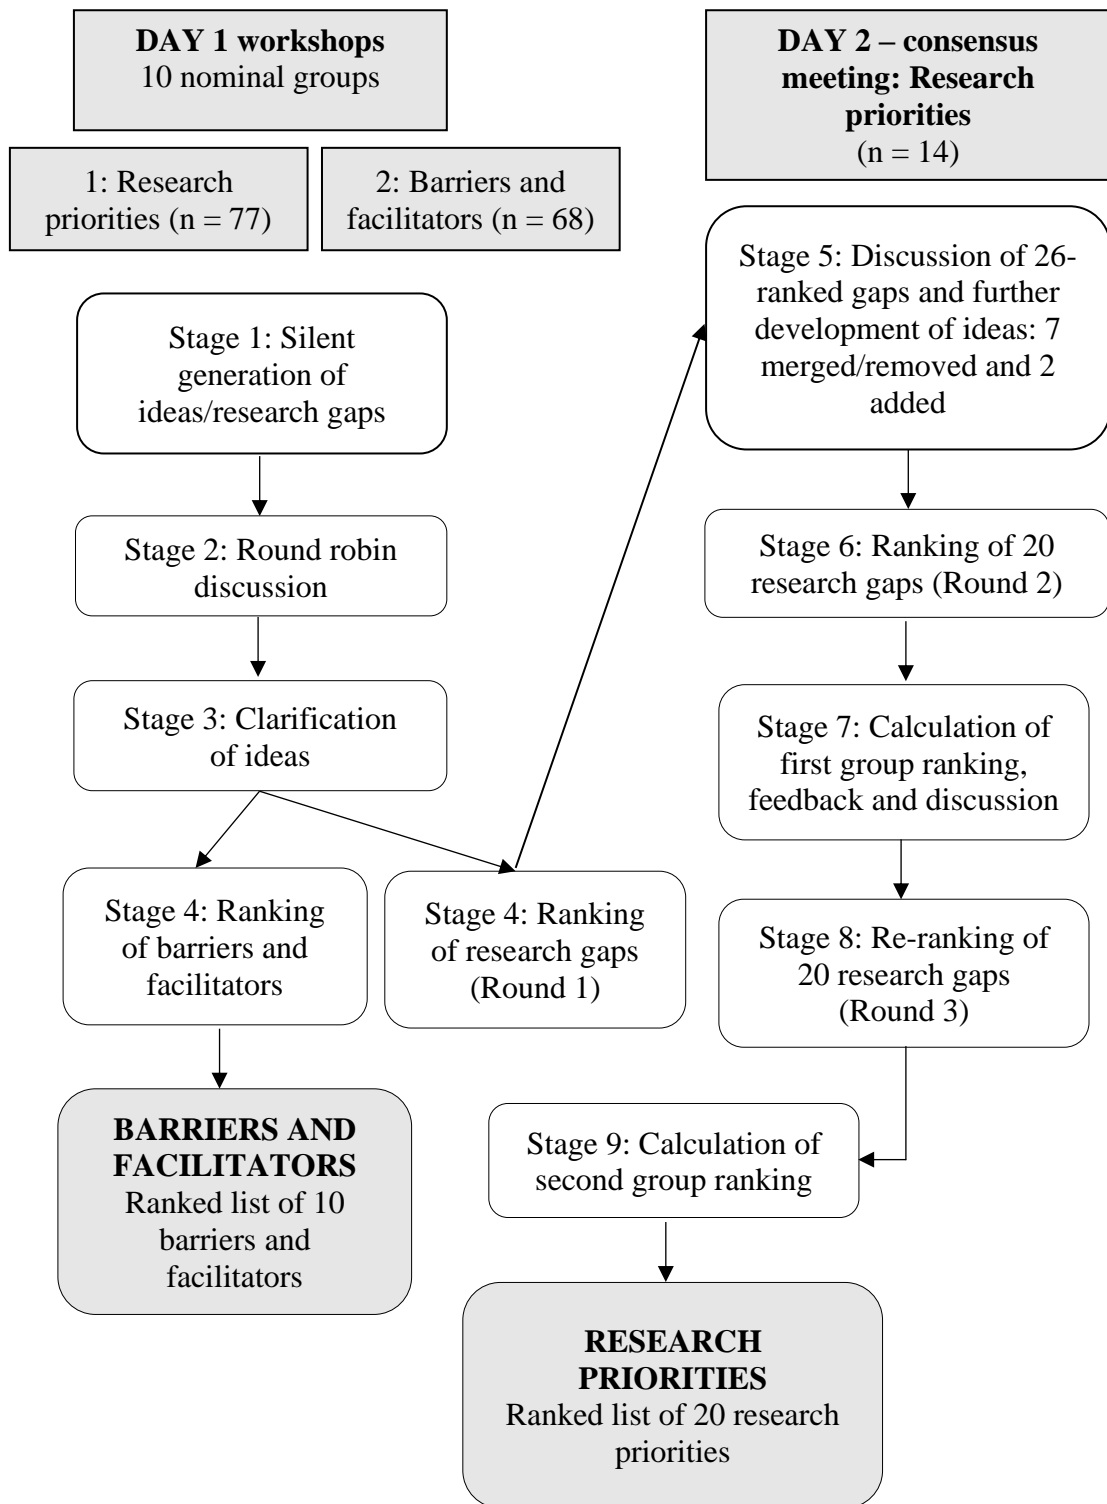 DAY 1 workshops
10 nominal groups
1: Research
priorities (n = 77)
2: Barriers and
facilitators (n = 68)
Stage 1: Silent
generation of
ideas/research gaps
Stage 2: Round robin
discussion
Stage 3: Clarification
of ideas
Stage 4: Ranking
of barriers and
facilitators
Stage 4: Ranking
of research gaps
(Round 1)
BARRIERS AND
FACILITATORS
Ranked list of 10
barriers and
facilitators
DAY 2 – consensus
meeting: Research
priorities
(n = 14)
Stage 5: Discussion of 26-
ranked gaps and further
development of ideas: 7
merged/removed and 2
added
Stage 6: Ranking of 20
research gaps (Round 2)
Stage 7: Calculation of
first group ranking,
feedback and discussion
Stage 8: Re-ranking of
20 research gaps
(Round 3)
Stage 9: Calculation of
second group ranking
RESEARCH
PRIORITIES
Ranked list of 20 research
priorities